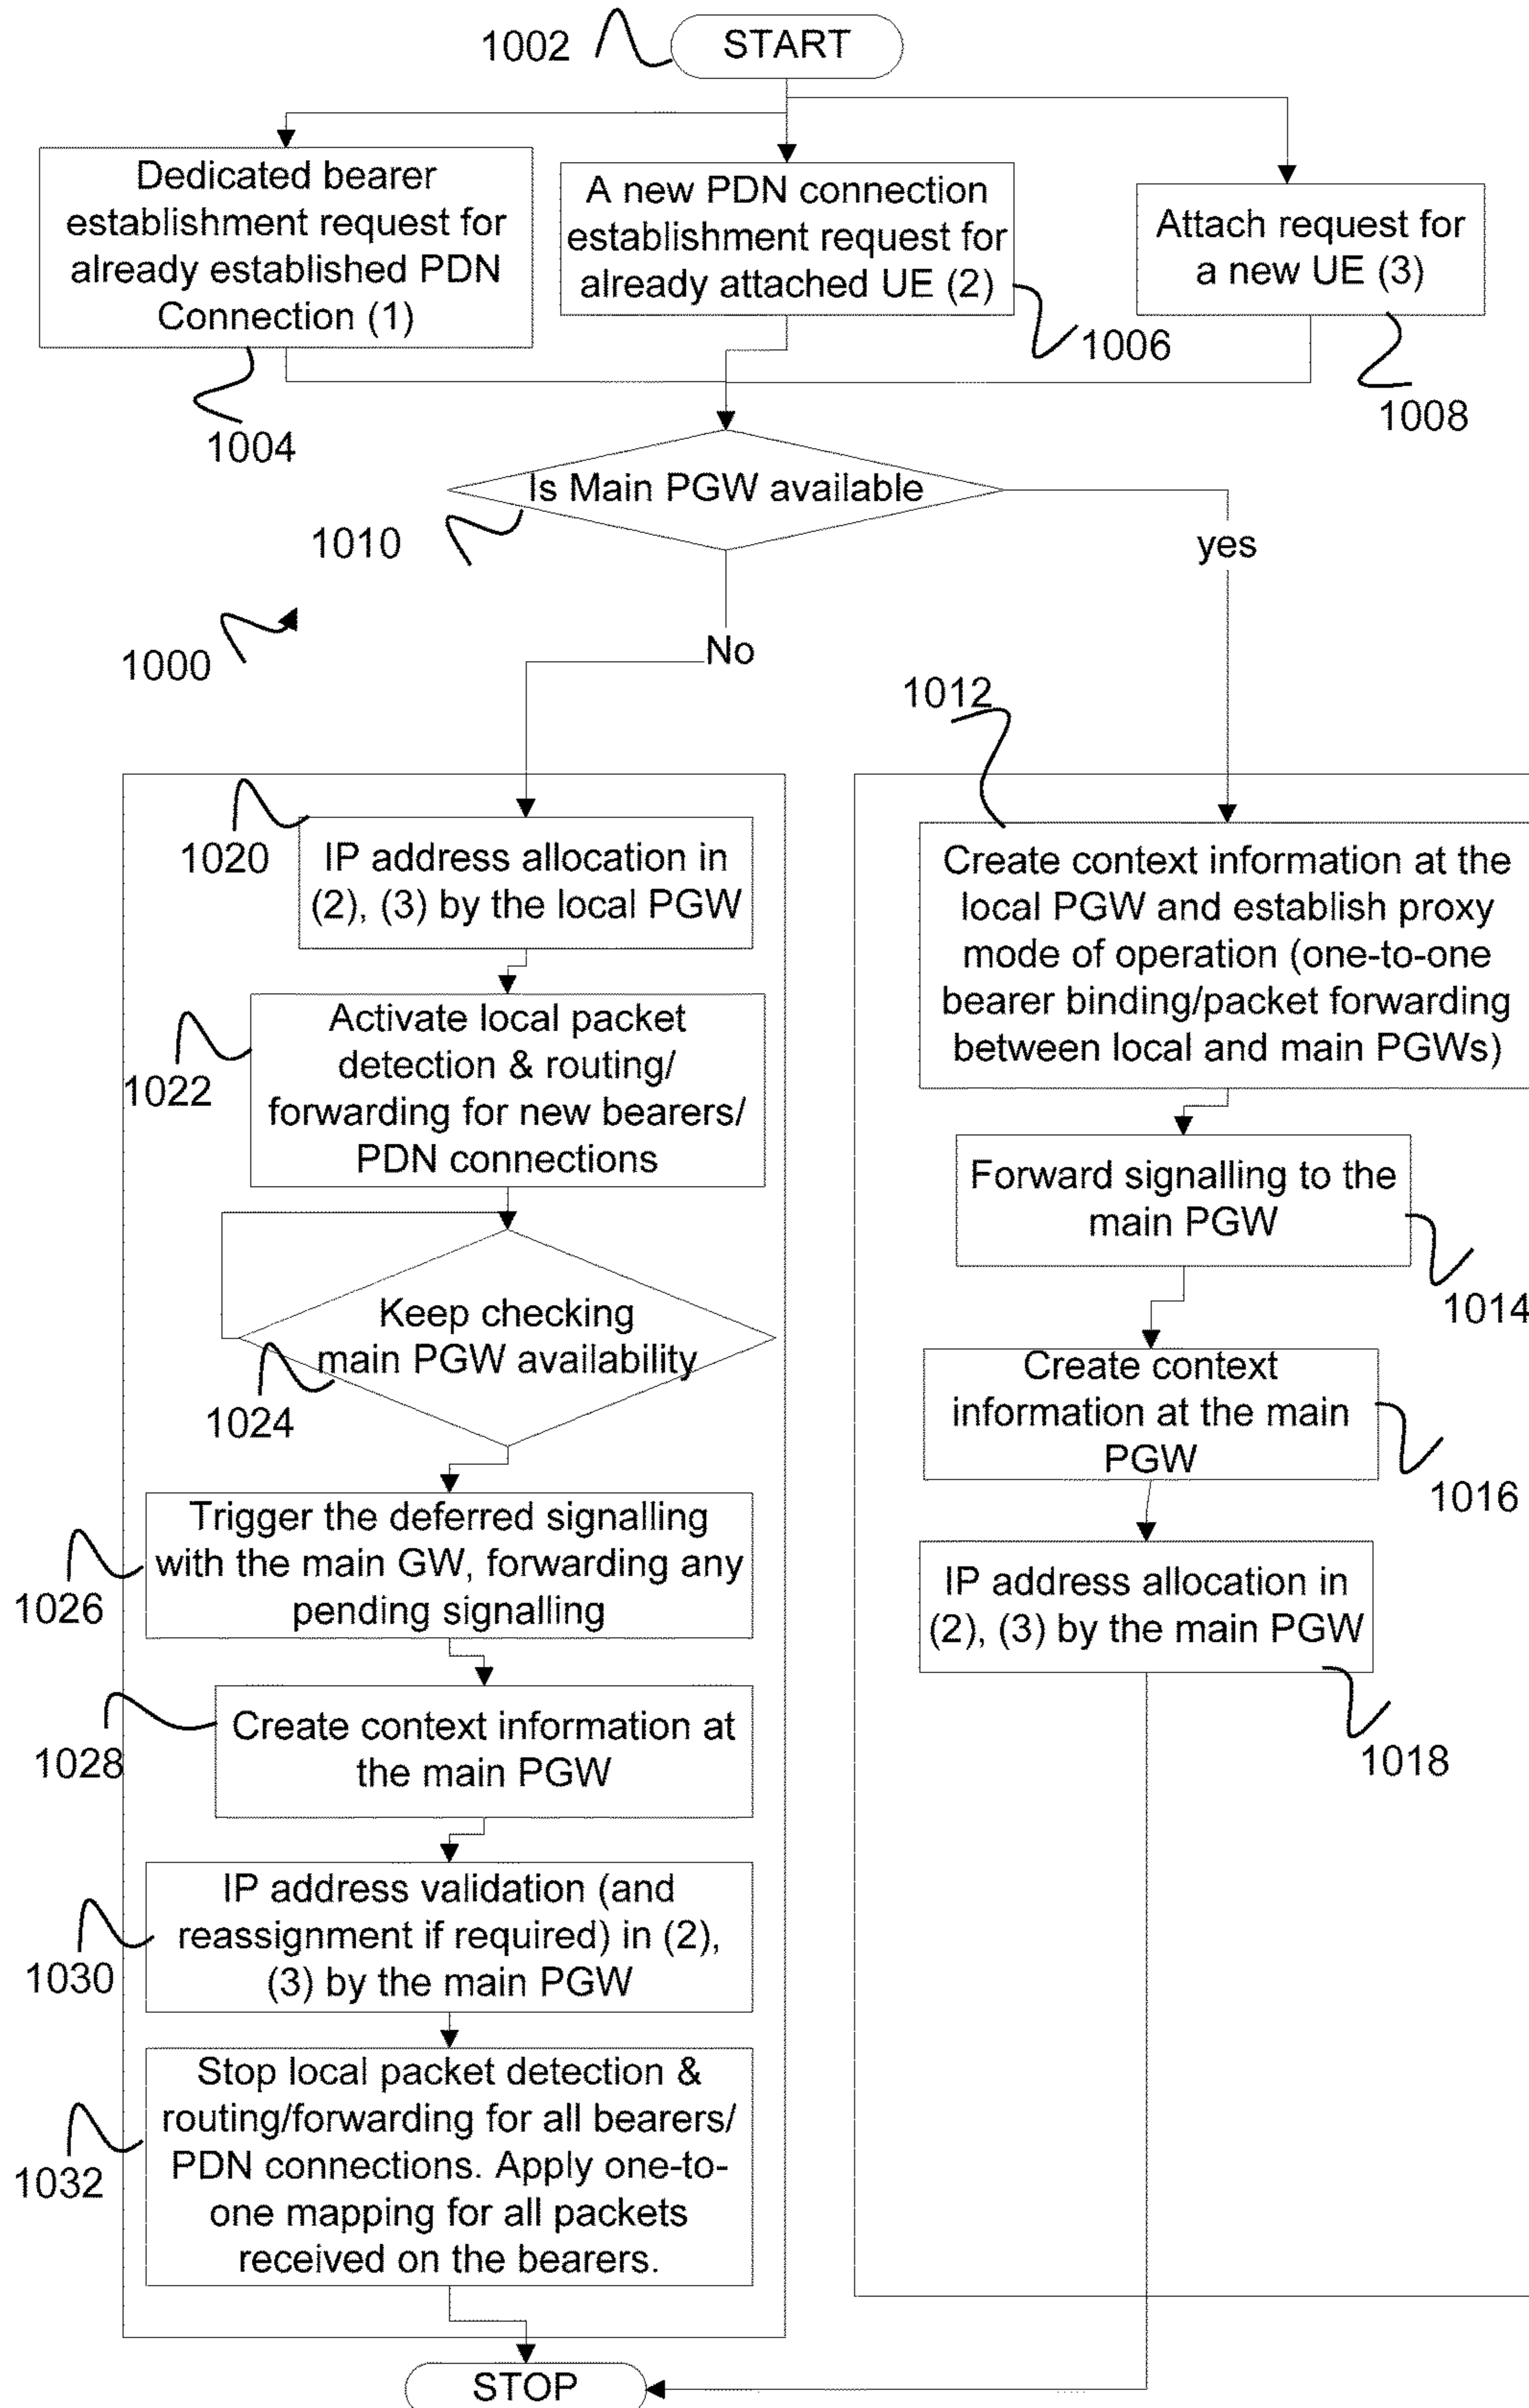 1002
START
Dedicated bearer
establishment request for
already established PDN
Connection (1)
A new PDN connection
establishment request for
already attached UE (2)
Attach request for
a new UE (3)
1004
1006
1008
Is Main PGW available
1010
yes
1000
No
1012
1020
IP address allocation in
(2), (3) by the local PGW
1022
Activate local packet
detection & routing/
forwarding for new bearers/
PDN connections
Keep checking
main PGW availability
1024
Trigger the deferred signalling
with the main GW, forwarding any
pending signalling
1026
Create context information at
the main PGW
1028
IP address validation (and
reassignment if required) in (2),
(3) by the main PGW
1030
Stop local packet detection &
routing/forwarding for all bearers/
PDN connections. Apply one-to-
one mapping for all packets
received on the bearers.
1032
Create context information at the
local PGW and establish proxy
mode of operation (one-to-one
bearer binding/packet forwarding
between local and main PGWs)
Forward signalling to the
main PGW
1014
Create context
information at the main
PGW
1016
IP address allocation in
(2), (3) by the main PGW
1018
STOP